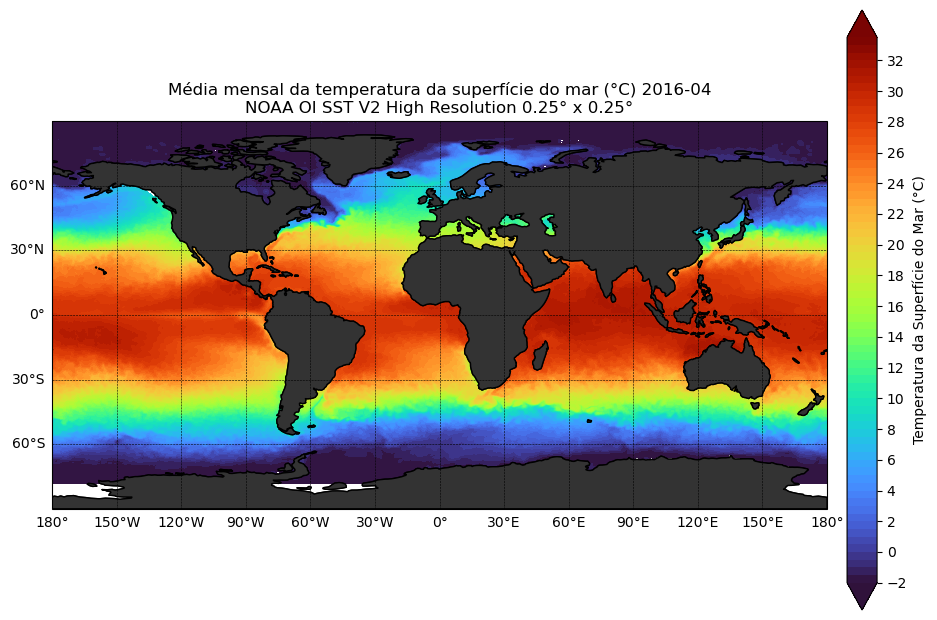 Média mensal da temperatura da superfície do mar (°C) 2016-04
NOAA OI SST V2 High Resolution 0.25° x 0.25°
60°N
30°N
0°
30°S
60°S
180° 150°W 120°W 90°W 60°W 30°W 0° 30°E 60°E 90°E 120°E 150°E 180°
32
30
28
26
24
22
20
18
16
14
12
10
8
6
4
2
0
−2
Temperatura da Superfície do Mar (°C)